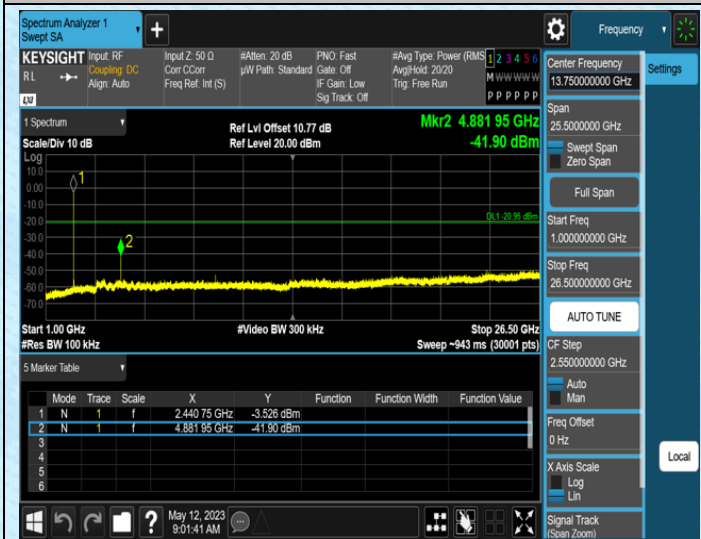 Spectrum Analyzer 1
Swept SA
Frequency
KEYSIGHT
RL
LXI
Input: RF
Coupling: DC
Align: Auto
Input Z: 50 Ω
Corr CCorr
Freq Ref: Int (S)
#Atten: 20 dB
µW Path: Standard
PNO: Fast
Gate: Off
IF Gain: Low
Sig Track: Off
#Avg Type: Power (RMS
Avg|Hold: 20/20
Trig: Free Run
1 2 3 4 5 6
M W W W W W
P P P P P P
1 Spectrum
Scale/Div 10 dB
Ref Lvl Offset 10.77 dB
Ref Level 20.00 dBm
Mkr2 4.881 95 GHz
-41.90 dBm
Log
10.0
0.00
-10.0
-20.0
-30.0
-40.0
-50.0
-60.0
-70.0
1
2
DL1 -20.95 dBm
Start 1.00 GHz
#Res BW 100 kHz
#Video BW 300 kHz
Stop 26.50 GHz
Sweep ~943 ms (30001 pts)
5 Marker Table
Mode Trace Scale X Y Function Function Width Function Value
1 N 1 f 2.440 75 GHz -3.526 dBm
2 N 1 f 4.881 95 GHz -41.90 dBm
3
4
5
6
May 12, 2023
9:01:41 AM
Center Frequency
13.750000000 GHz
Settings
Span
25.5000000 GHz
Swept Span
Zero Span
Full Span
Start Freq
1.000000000 GHz
Stop Freq
26.500000000 GHz
AUTO TUNE
CF Step
2.550000000 GHz
Auto
Man
Freq Offset
0 Hz
X Axis Scale
Log
Lin
Local
Signal Track
(Span Zoom)